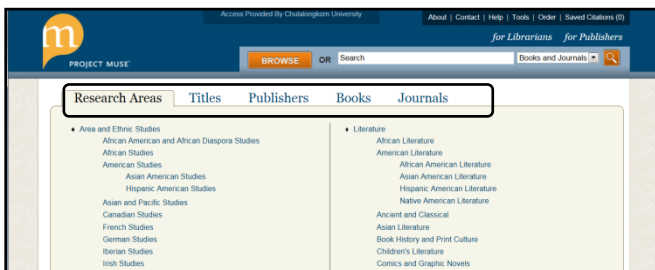 Access Provided By Chulalongkorn University
About | Contact | Help | Tools | Order | Saved Citations (0)
m
for Librarians for Publishers
PROJECT MUSE
BROWSE OR Search Books and Journals
Research Areas Titles Publishers Books Journals
Area and Ethnic Studies
African American and African Diaspora Studies
African Studies
American Studies
Asian American Studies
Hispanic American Studies
Asian and Pacific Studies
Canadian Studies
French Studies
German Studies
Iberian Studies
Irish Studies
Literature
African Literature
American Literature
African American Literature
Asian American Literature
Hispanic American Literature
Native American Literature
Ancient and Classical
Asian Literature
Book History and Print Culture
Children's Literature
Comics and Graphic Novels